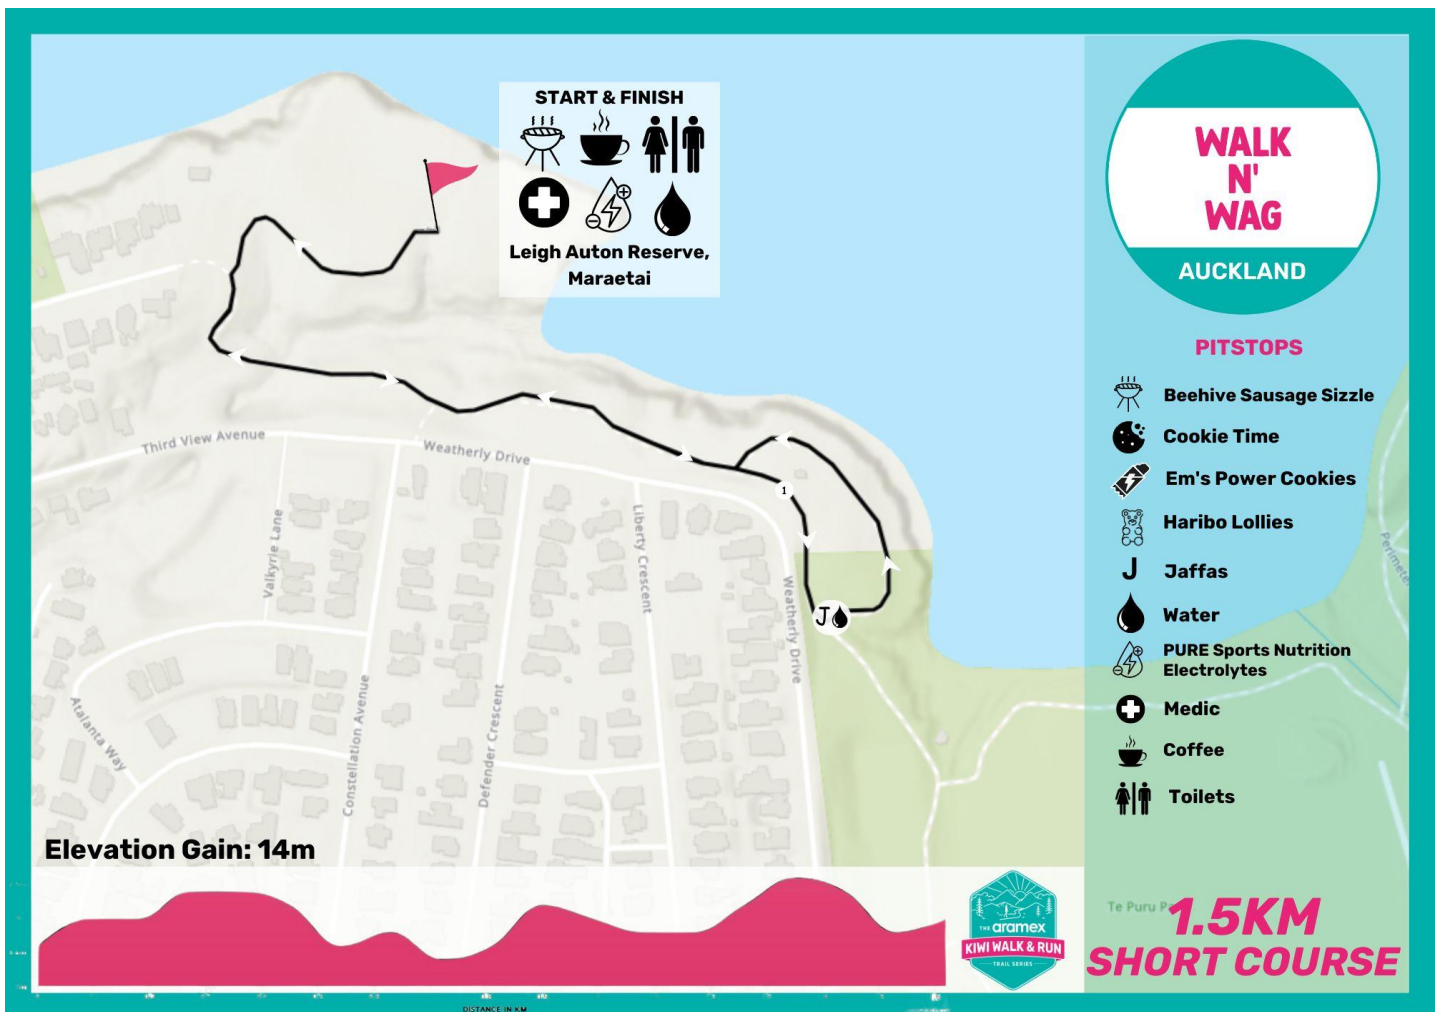 START & FINISH
Leigh Auton Reserve,
Maraetai
WALK
N'
WAG
AUCKLAND
PITSTOPS
Beehive Sausage Sizzle
Cookie Time
Em's Power Cookies
Haribo Lollies
J
Jaffas
Water
PURE Sports Nutrition
Electrolytes
Medic
Coffee
Toilets
Third View Avenue
Weatherly Drive
Valkyrie Lane
Liberty Crescent
Weatherly Drive
Constellation Avenue
Defender Crescent
Atalanta Way
1
J
Elevation Gain: 14m
DISTANCE IN KM
THE aramex
KIWI WALK & RUN
TRAIL SERIES
Te Puru
1.5KM
SHORT COURSE